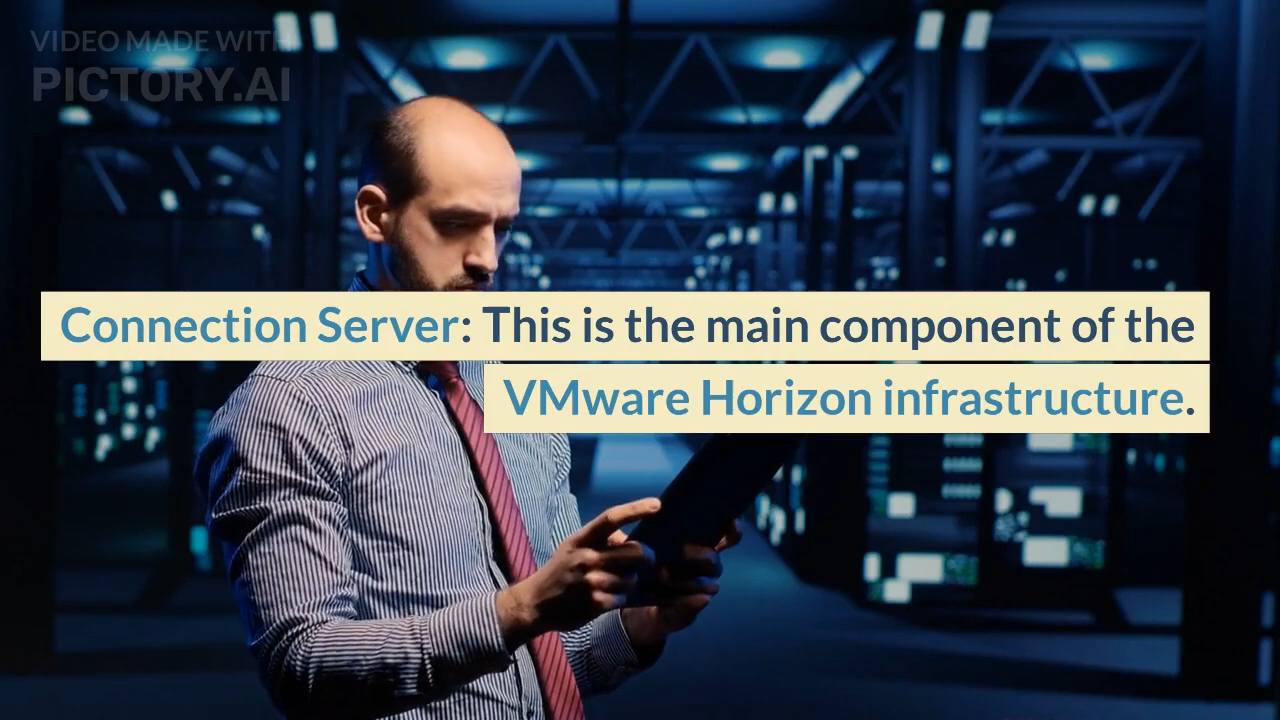 VIDEO MADE WITH
PICTORY.AI
Connection Server: This is the main component of the
VMware Horizon infrastructure.